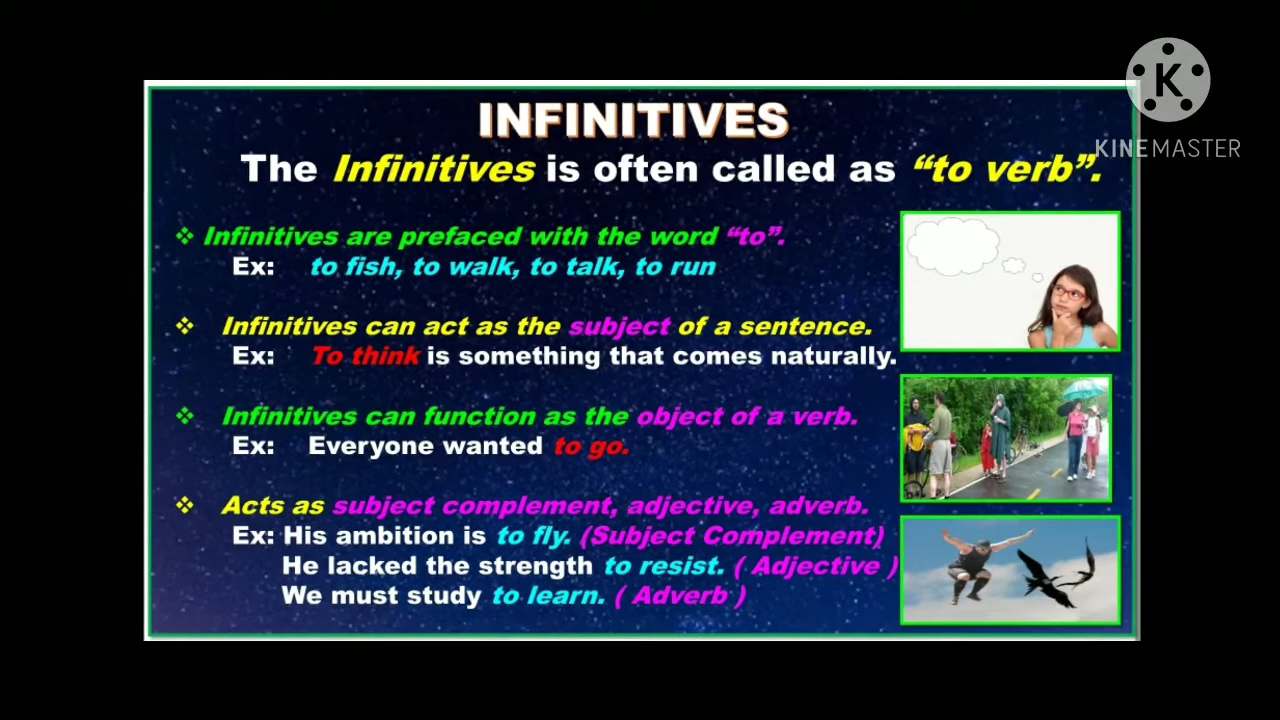 K
KINEMASTER
INFINITIVES
The Infinitives is often called as “to verb”.
❖ Infinitives are prefaced with the word “to”.
Ex: to fish, to walk, to talk, to run
❖ Infinitives can act as the subject of a sentence.
Ex: To think is something that comes naturally.
❖ Infinitives can function as the object of a verb.
Ex: Everyone wanted to go.
❖ Acts as subject complement, adjective, adverb.
Ex: His ambition is to fly. (Subject Complement)
He lacked the strength to resist. ( Adjective )
We must study to learn. ( Adverb )